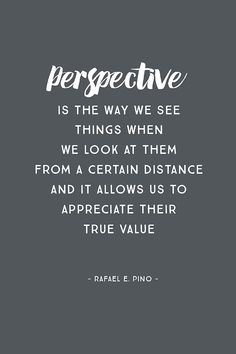 perspective
IS THE WAY WE SEE
THINGS WHEN
WE LOOK AT THEM
FROM A CERTAIN DISTANCE
AND IT ALLOWS US TO
APPRECIATE THEIR
TRUE VALUE
- RAFAEL E. PINO -